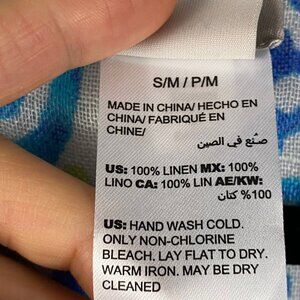 S/M / P/M
MADE IN CHINA/ HECHO EN
CHINA/ FABRIQUÉ EN
CHINE/
صنع في الصين
US: 100% LINEN MX: 100%
LINO CA: 100% LIN AE/KW:
100% كتان
US: HAND WASH COLD.
ONLY NON-CHLORINE
BLEACH. LAY FLAT TO DRY.
WARM IRON. MAY BE DRY
CLEANED